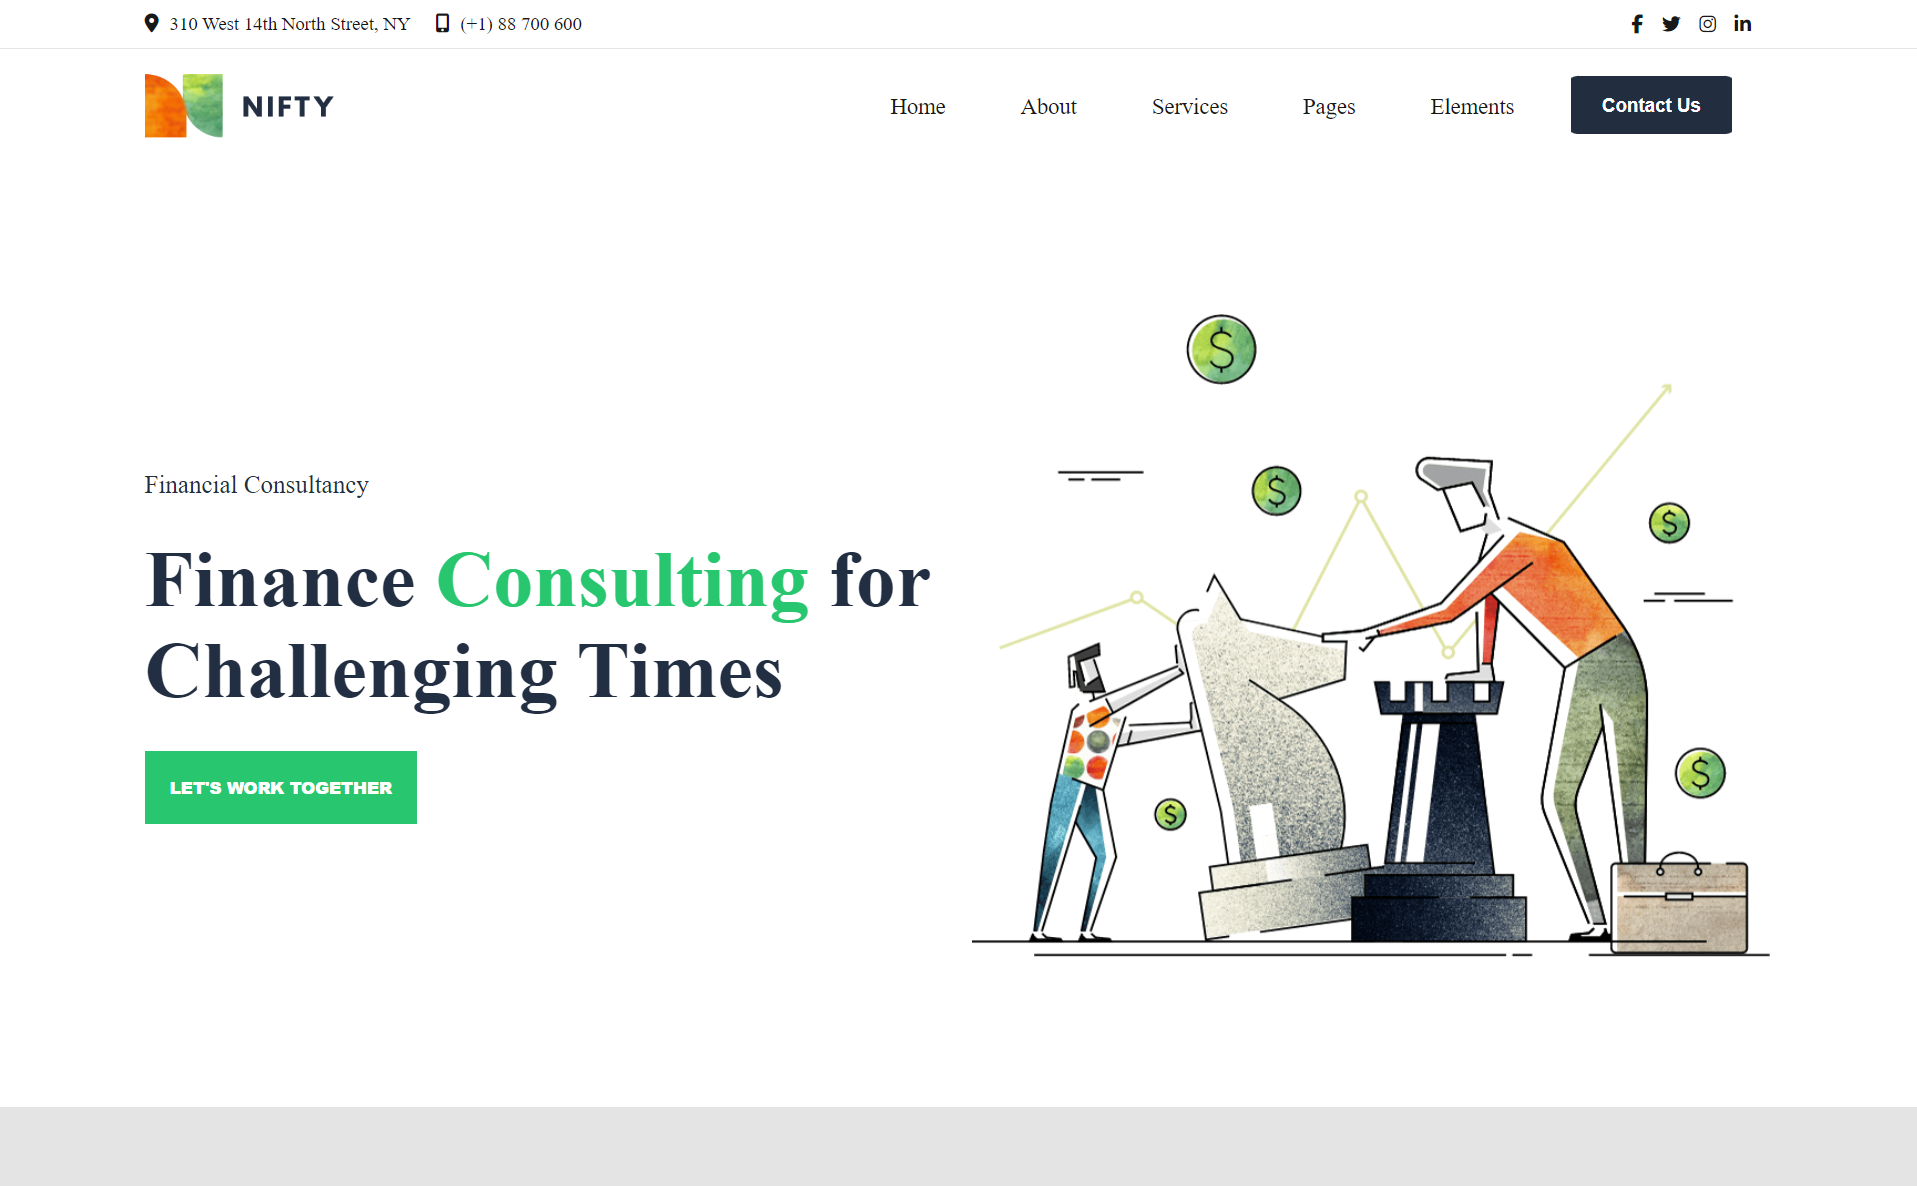 310 West 14th North Street, NY (+1) 88 700 600
NIFTY Home About Services Pages Elements Contact Us
Financial Consultancy
Finance Consulting for
Challenging Times
LET'S WORK TOGETHER
$
$
$
$
$